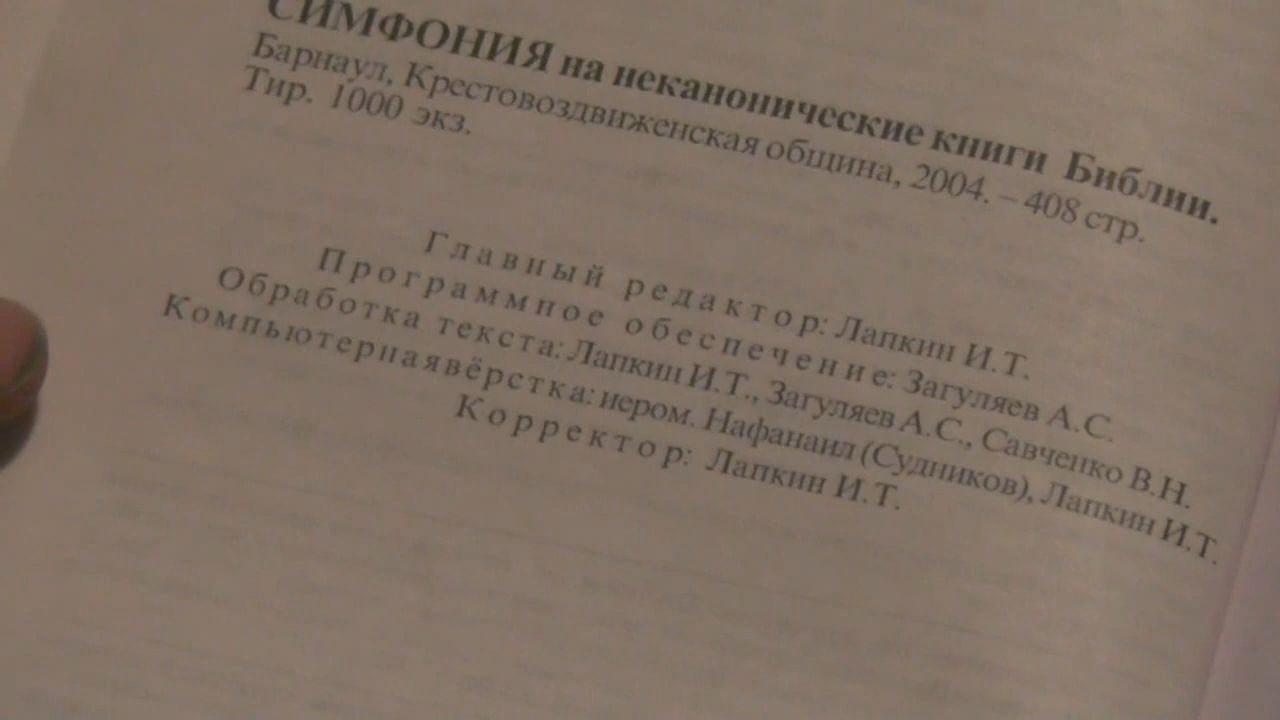 СИМФОНИЯ на неканонические книги Библии.
Барнаул, Крестовоздвиженская община, 2004. – 408 стр.
Тир. 1000 экз.
Главный редактор: Лапкин И.Т.
Программное обеспечение: Загуляев А.С.
Обработка текста: Лапкин И.Т., Загуляев А.С., Савченко В.Н.
Компьютерная вёрстка: иером. Нафанаил (Судников), Лапкин И.Т.
Корректор: Лапкин И.Т.